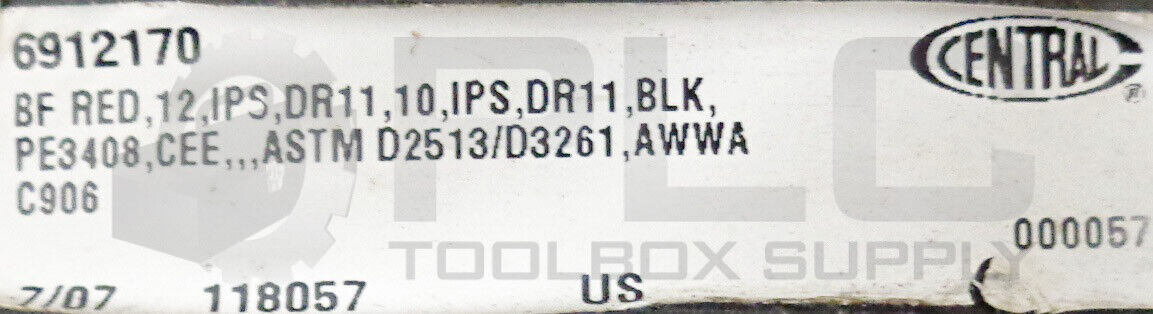 6912170
CENTRAL ®
BF RED,12,IPS,DR11,10,IPS,DR11,BLK,
PE3408,CEE,,,ASTM D2513/D3261,AWWA
C906
PLC
TOOLBOX SUPPLY
000057
7/07 118057 US